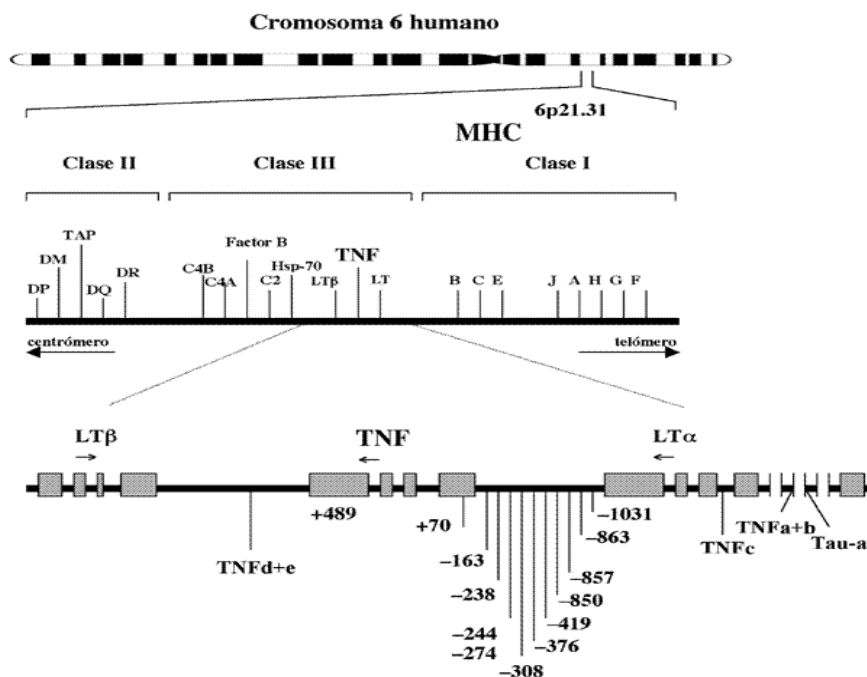 Cromosoma 6 humano
6p21.31
MHC
Clase II
Clase III
Clase I
DP
DM
TAP
DQ
DR
C4B
C4A
Factor B
C2
Hsp-70
LTβ
TNF
LT
B
C
E
J
A
H
G
F
centrómero
telómero
LTβ
TNF
LTα
+489
+70
−1031
−863
TNFa+b
TNFc
Tau-a
TNFd+e
−163
−857
−238
−850
−419
−244
−376
−274
−308